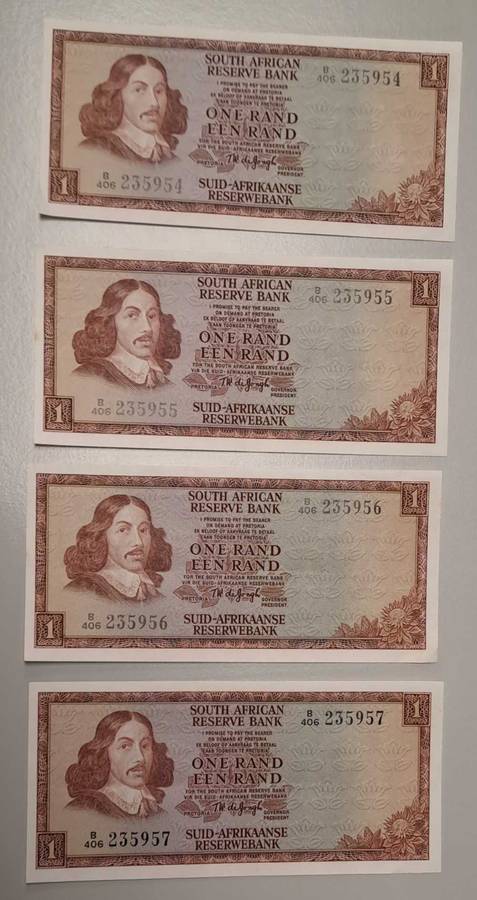 SOUTH AFRICAN
RESERVE BANK
B/406 235954
1
I PROMISE TO PAY THE BEARER
ON DEMAND AT PRETORIA
EK BELOOF OP AANVRAAG TE BETAAL
AAN TOONDER TE PRETORIA
ONE RAND
EEN RAND
FOR THE SOUTH AFRICAN RESERVE BANK
VIR DIE SUID-AFRIKAANSE RESERWEBANK
PRETORIA T W de Jongh GOVERNOR
PRESIDENT
1
B/406 235954
SUID-AFRIKAANSE
RESERWEBANK
SOUTH AFRICAN
RESERVE BANK
B/406 235955
1
I PROMISE TO PAY THE BEARER
ON DEMAND AT PRETORIA
EK BELOOF OP AANVRAAG TE BETAAL
AAN TOONDER TE PRETORIA
ONE RAND
EEN RAND
FOR THE SOUTH AFRICAN RESERVE BANK
VIR DIE SUID-AFRIKAANSE RESERWEBANK
PRETORIA T W de Jongh GOVERNOR
PRESIDENT
1
B/406 235955
SUID-AFRIKAANSE
RESERWEBANK
SOUTH AFRICAN
RESERVE BANK
B/406 235956
1
I PROMISE TO PAY THE BEARER
ON DEMAND AT PRETORIA
EK BELOOF OP AANVRAAG TE BETAAL
AAN TOONDER TE PRETORIA
ONE RAND
EEN RAND
FOR THE SOUTH AFRICAN RESERVE BANK
VIR DIE SUID-AFRIKAANSE RESERWEBANK
PRETORIA T W de Jongh GOVERNOR
PRESIDENT
1
B/406 235956
SUID-AFRIKAANSE
RESERWEBANK
SOUTH AFRICAN
RESERVE BANK
B/406 235957
1
I PROMISE TO PAY THE BEARER
ON DEMAND AT PRETORIA
EK BELOOF OP AANVRAAG TE BETAAL
AAN TOONDER TE PRETORIA
ONE RAND
EEN RAND
FOR THE SOUTH AFRICAN RESERVE BANK
VIR DIE SUID-AFRIKAANSE RESERWEBANK
PRETORIA T W de Jongh GOVERNOR
PRESIDENT
1
B/406 235957
SUID-AFRIKAANSE
RESERWEBANK